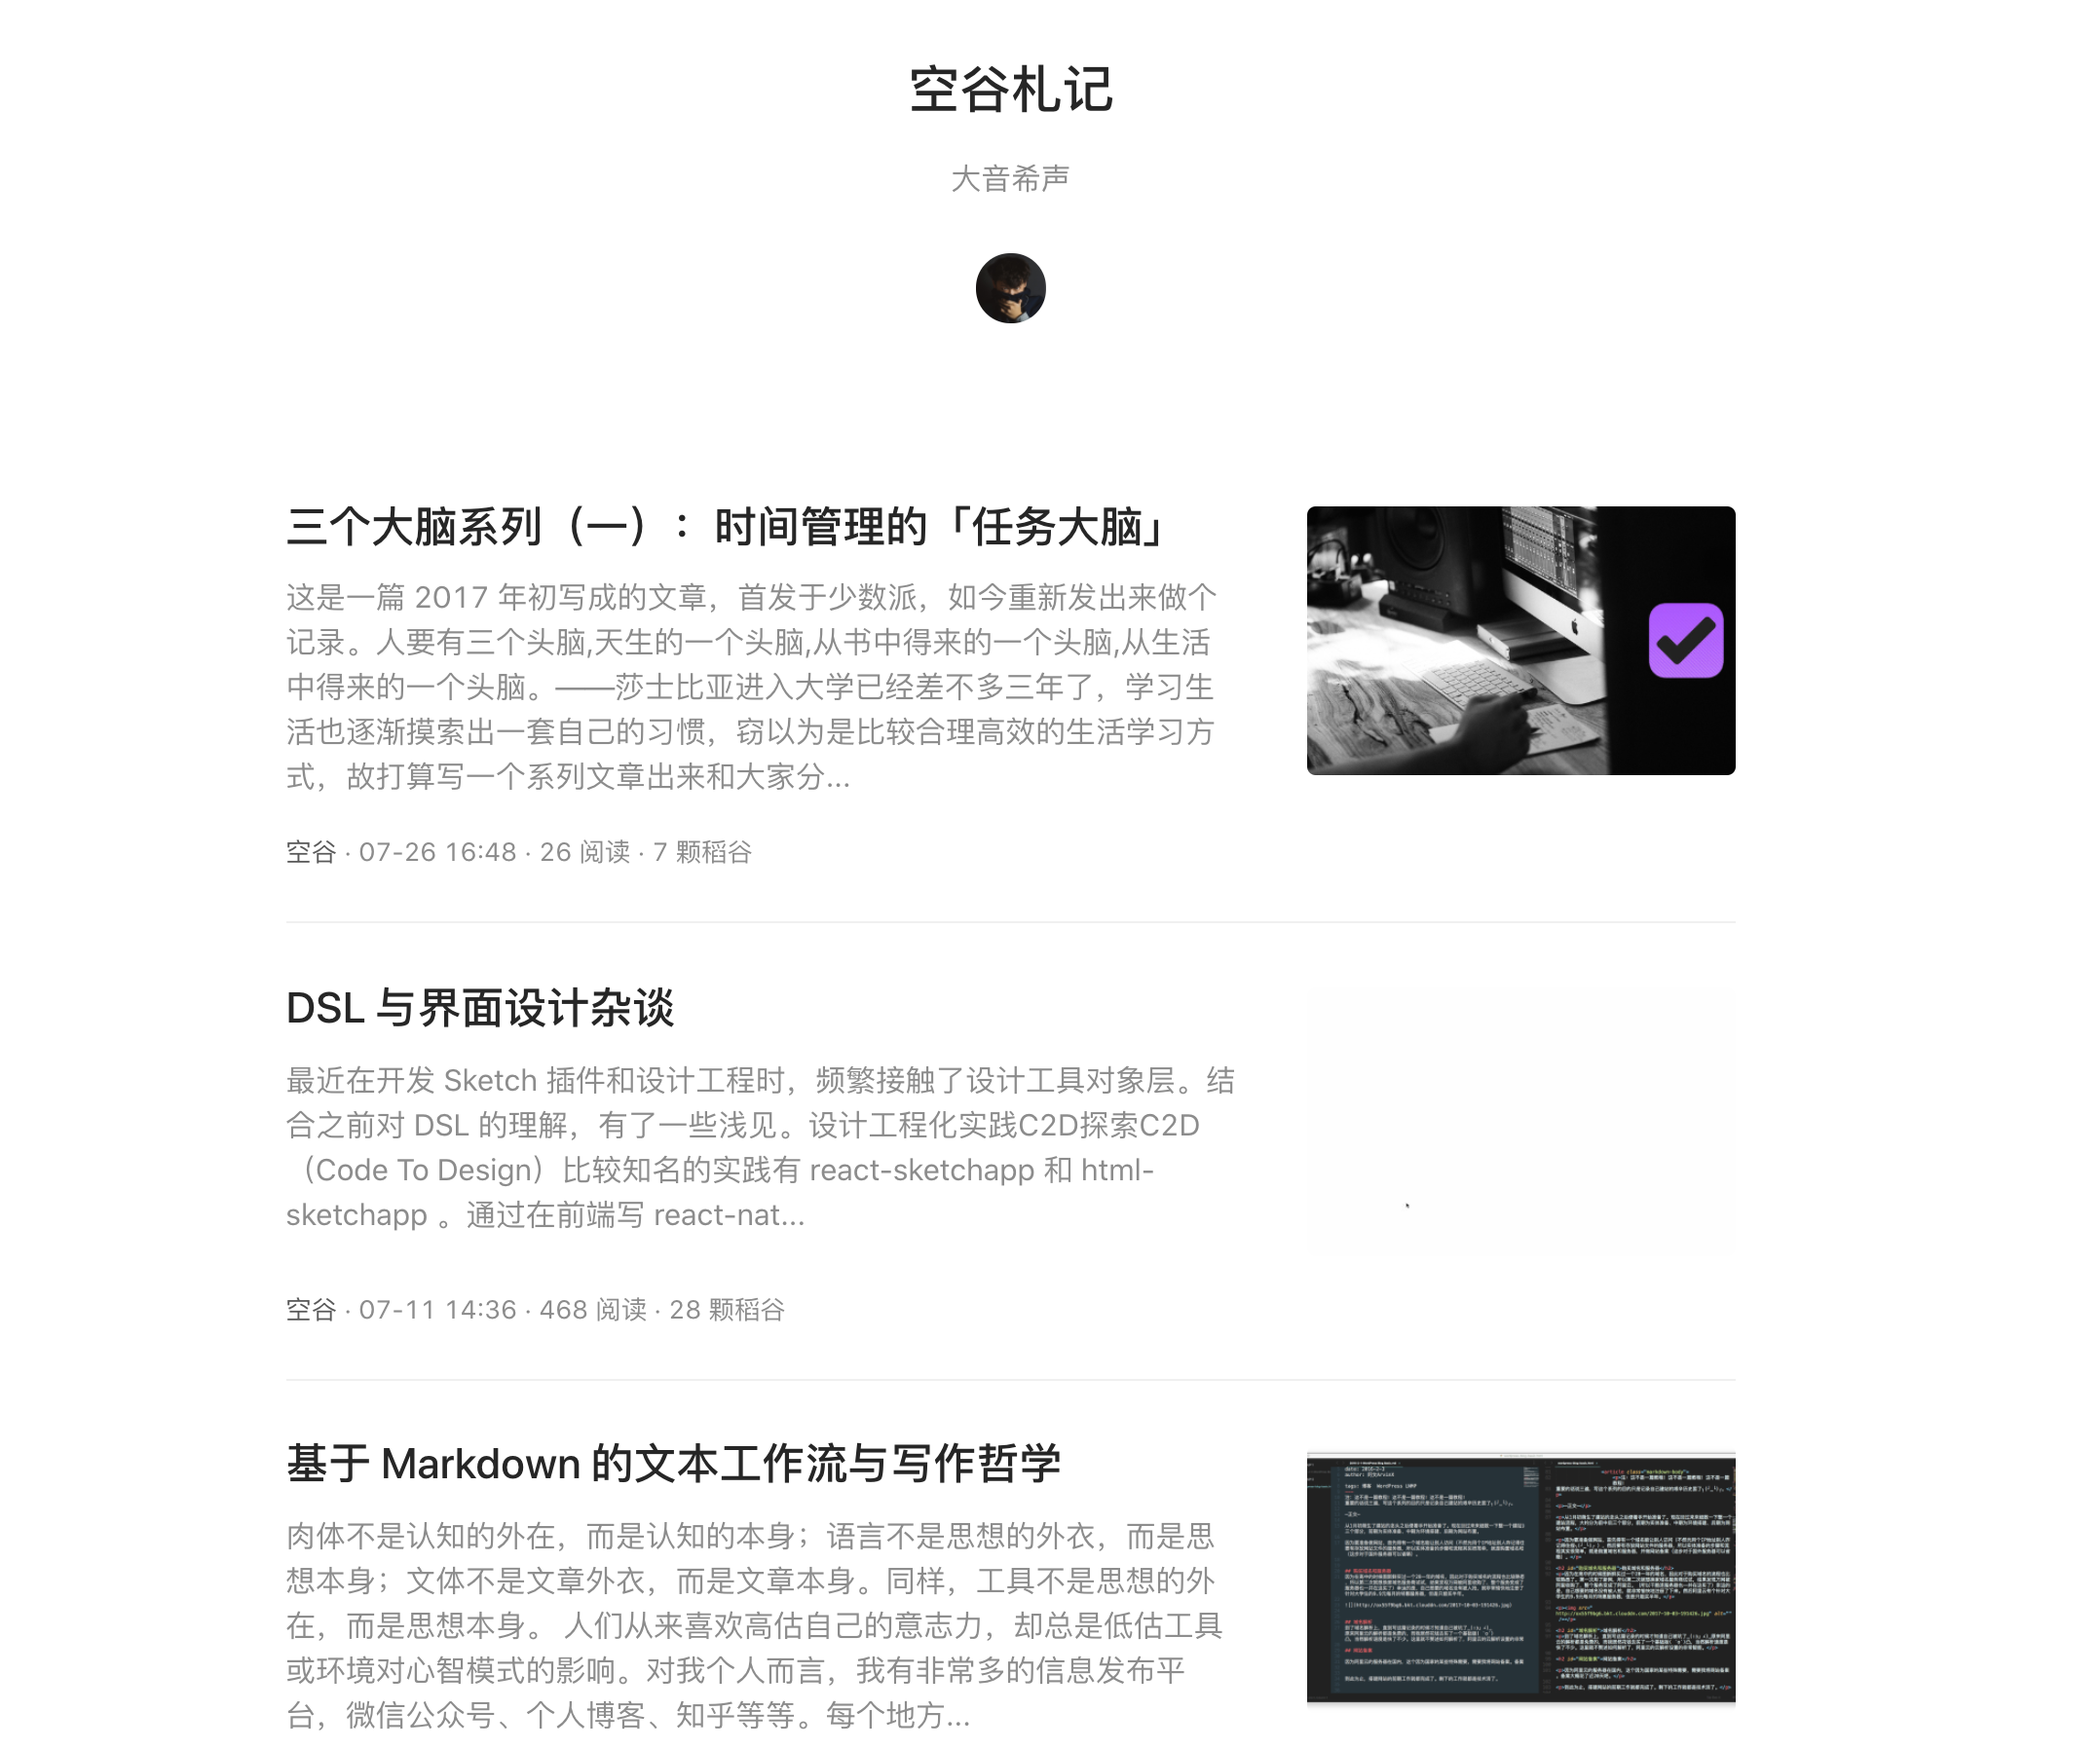 空谷札记
大音希声
三个大脑系列（一）：时间管理的「任务大脑」
这是一篇 2017 年初写成的文章，首发于少数派，如今重新发出来做个
记录。人要有三个头脑,天生的一个头脑,从书中得来的一个头脑,从生活
中得来的一个头脑。——莎士比亚进入大学已经差不多三年了，学习生
活也逐渐摸索出一套自己的习惯，窃以为是比较合理高效的生活学习方
式，故打算写一个系列文章出来和大家分...
空谷 · 07-26 16:48 · 26 阅读 · 7 颗稻谷
DSL 与界面设计杂谈
最近在开发 Sketch 插件和设计工程时，频繁接触了设计工具对象层。结
合之前对 DSL 的理解，有了一些浅见。设计工程化实践C2D探索C2D
（Code To Design）比较知名的实践有 react-sketchapp 和 html-
sketchapp 。通过在前端写 react-nat...
空谷 · 07-11 14:36 · 468 阅读 · 28 颗稻谷
基于 Markdown 的文本工作流与写作哲学
肉体不是认知的外在，而是认知的本身；语言不是思想的外衣，而是思
想本身；文体不是文章外衣，而是文章本身。同样，工具不是思想的外
在，而是思想本身。 人们从来喜欢高估自己的意志力，却总是低估工具
或环境对心智模式的影响。对我个人而言，我有非常多的信息发布平
台，微信公众号、个人博客、知乎等等。每个地方...